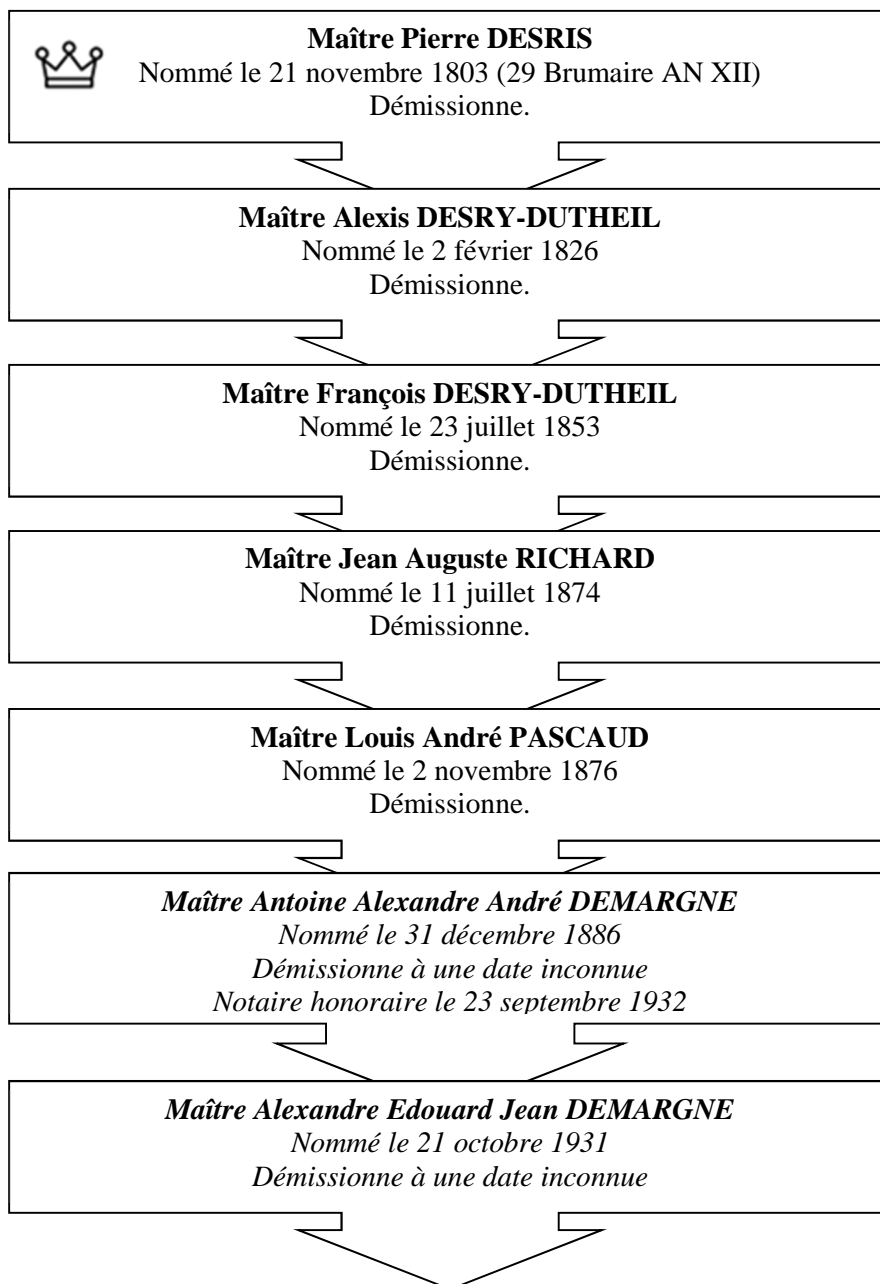 Maître Pierre DESRIS
Nommé le 21 novembre 1803 (29 Brumaire AN XII)
Démissionne.
Maître Alexis DESRY-DUTHEIL
Nommé le 2 février 1826
Démissionne.
Maître François DESRY-DUTHEIL
Nommé le 23 juillet 1853
Démissionne.
Maître Jean Auguste RICHARD
Nommé le 11 juillet 1874
Démissionne.
Maître Louis André PASCAUD
Nommé le 2 novembre 1876
Démissionne.
Maître Antoine Alexandre André DEMARGNE
Nommé le 31 décembre 1886
Démissionne à une date inconnue
Notaire honoraire le 23 septembre 1932
Maître Alexandre Edouard Jean DEMARGNE
Nommé le 21 octobre 1931
Démissionne à une date inconnue